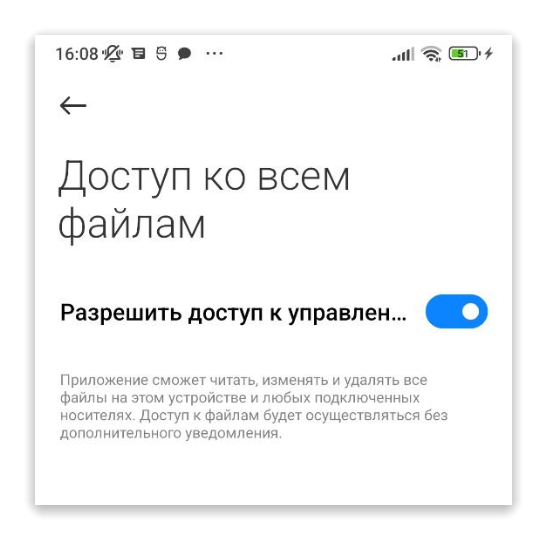 16:08
51
Доступ ко всем
файлам
Разрешить доступ к управлен...
Приложение сможет читать, изменять и удалять все
файлы на этом устройстве и любых подключенных
носителях. Доступ к файлам будет осуществляться без
дополнительного уведомления.